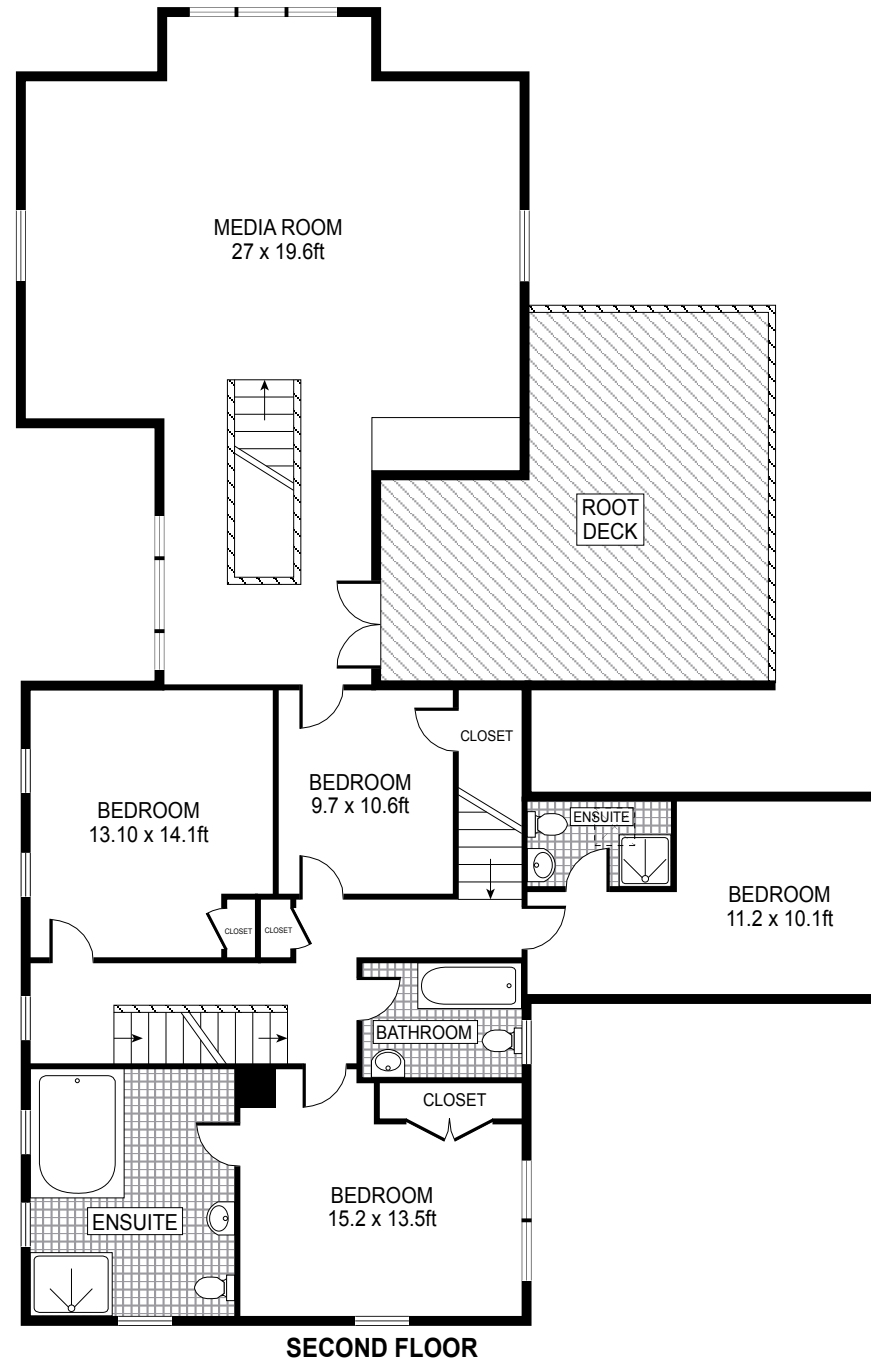 MEDIA ROOM
27 x 19.6ft
ROOT
DECK
CLOSET
BEDROOM
9.7 x 10.6ft
BEDROOM
13.10 x 14.1ft
ENSUITE
BEDROOM
11.2 x 10.1ft
CLOSET
CLOSET
BATHROOM
CLOSET
BEDROOM
15.2 x 13.5ft
ENSUITE
SECOND FLOOR